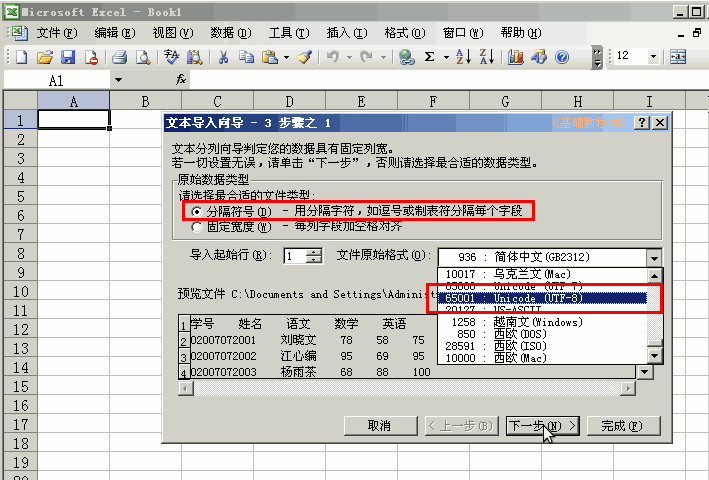 Microsoft Excel - Book1
文件(F) 编辑(E) 视图(V) 数据(D) 工具(T) 插入(I) 格式(O) 窗口(W) 帮助(H)
12
A1 fx
A B C D E F G H I
1
2
3
4
5
6
7
8
9
10
11
12
13
14
15
16
17
18
19
文本导入向导 - 3 步骤之 1
文本分列向导判定您的数据具有固定列宽。
若一切设置无误，请单击“下一步”，否则请选择最合适的数据类型。
原始数据类型
请选择最合适的文件类型:
分隔符号(D) - 用分隔字符，如逗号或制表符分隔每个字段
固定宽度(W) - 每列字段加空格对齐
导入起始行(R): 1 文件原始格式(O): 936 : 简体中文(GB2312)
10017 : 乌克兰文(Mac)
65000 : Unicode (UTF-7)
65001 : Unicode (UTF-8)
20127 : US-ASCII
1258 : 越南文(Windows)
850 : 西欧(DOS)
28591 : 西欧(ISO)
10000 : 西欧(Mac)
预览文件 C:\Documents and Settings\Administ
1 学号 姓名 语文 数学 英语
2 02007072001 刘晓文 78 58 75
3 02007072002 江心编 95 69 95
4 02007072003 杨雨茶 68 88 100
取消 < 上一步(B) 下一步(N) > 完成(F)